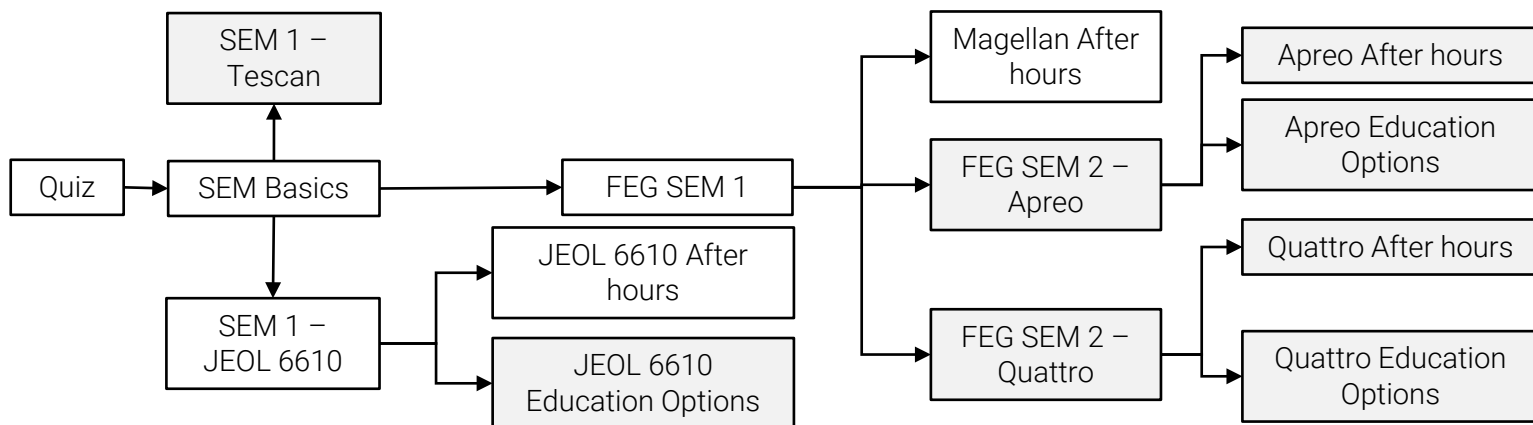 SEM 1 –
Tescan
Quiz
SEM Basics
SEM 1 –
JEOL 6610
JEOL 6610 After
hours
JEOL 6610
Education Options
FEG SEM 1
Magellan After
hours
FEG SEM 2 –
Apreo
FEG SEM 2 –
Quattro
Apreo After hours
Apreo Education
Options
Quattro After hours
Quattro Education
Options